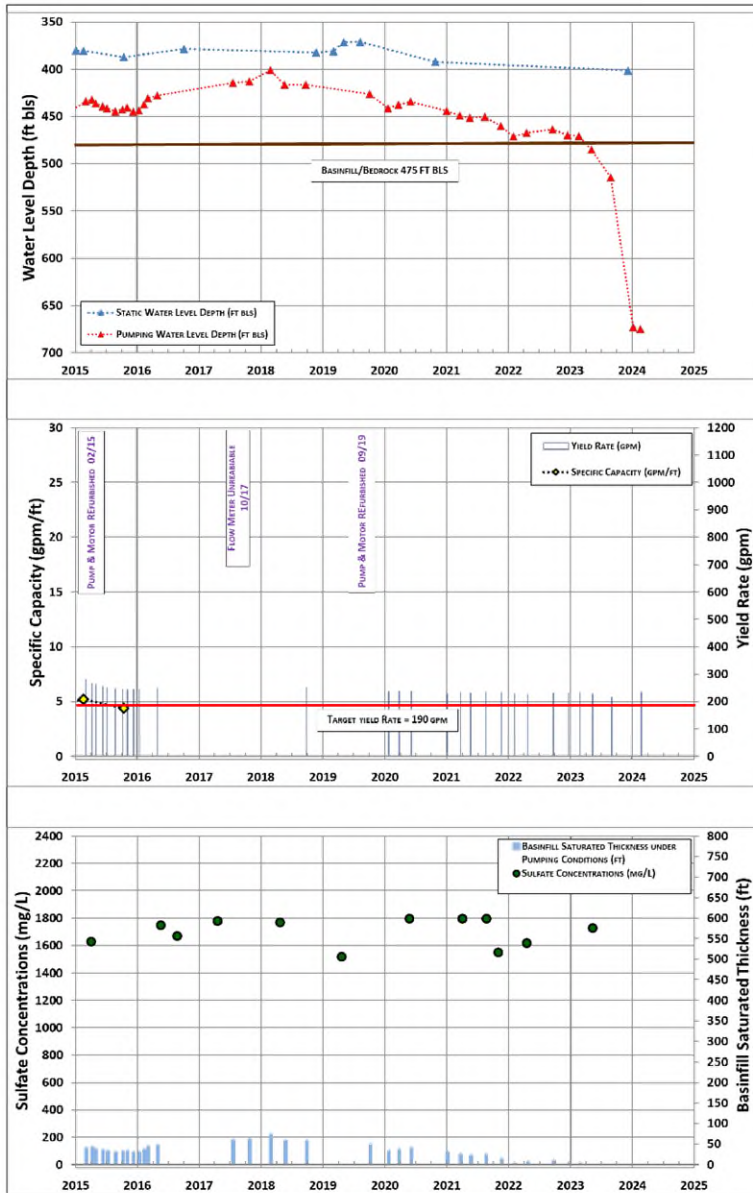 350
400
450
500
550
600
650
700
Water Level Depth (ft bls)
BASINFILL/BEDROCK 475 FT BLS
STATIC WATER LEVEL DEPTH (FT BLS)
PUMPING WATER LEVEL DEPTH (FT BLS)
2015 2016 2017 2018 2019 2020 2021 2022 2023 2024 2025
30
25
20
15
10
5
0
Specific Capacity (gpm/ft)
PUMP & MOTOR REFURBISHED 02/15
FLOW METER UNREABIABLE
10/17
PUMP & MOTOR REFURBISHED 09/19
YIELD RATE (GPM)
SPECIFIC CAPACITY (GPM/FT)
TARGET YIELD RATE = 190 GPM
1200
1100
1000
900
800
700
600
500
400
300
200
100
0
Yield Rate (gpm)
2015 2016 2017 2018 2019 2020 2021 2022 2023 2024 2025
2400
2200
2000
1800
1600
1400
1200
1000
800
600
400
200
0
Sulfate Concentrations (mg/L)
BASINFILL SATURATED THICKNESS UNDER
PUMPING CONDITIONS (FT)
SULFATE CONCENTRATIONS (MG/L)
800
750
700
650
600
550
500
450
400
350
300
250
200
150
100
50
0
Basinfill Saturated Thickness (ft)
2015 2016 2017 2018 2019 2020 2021 2022 2023 2024 2025